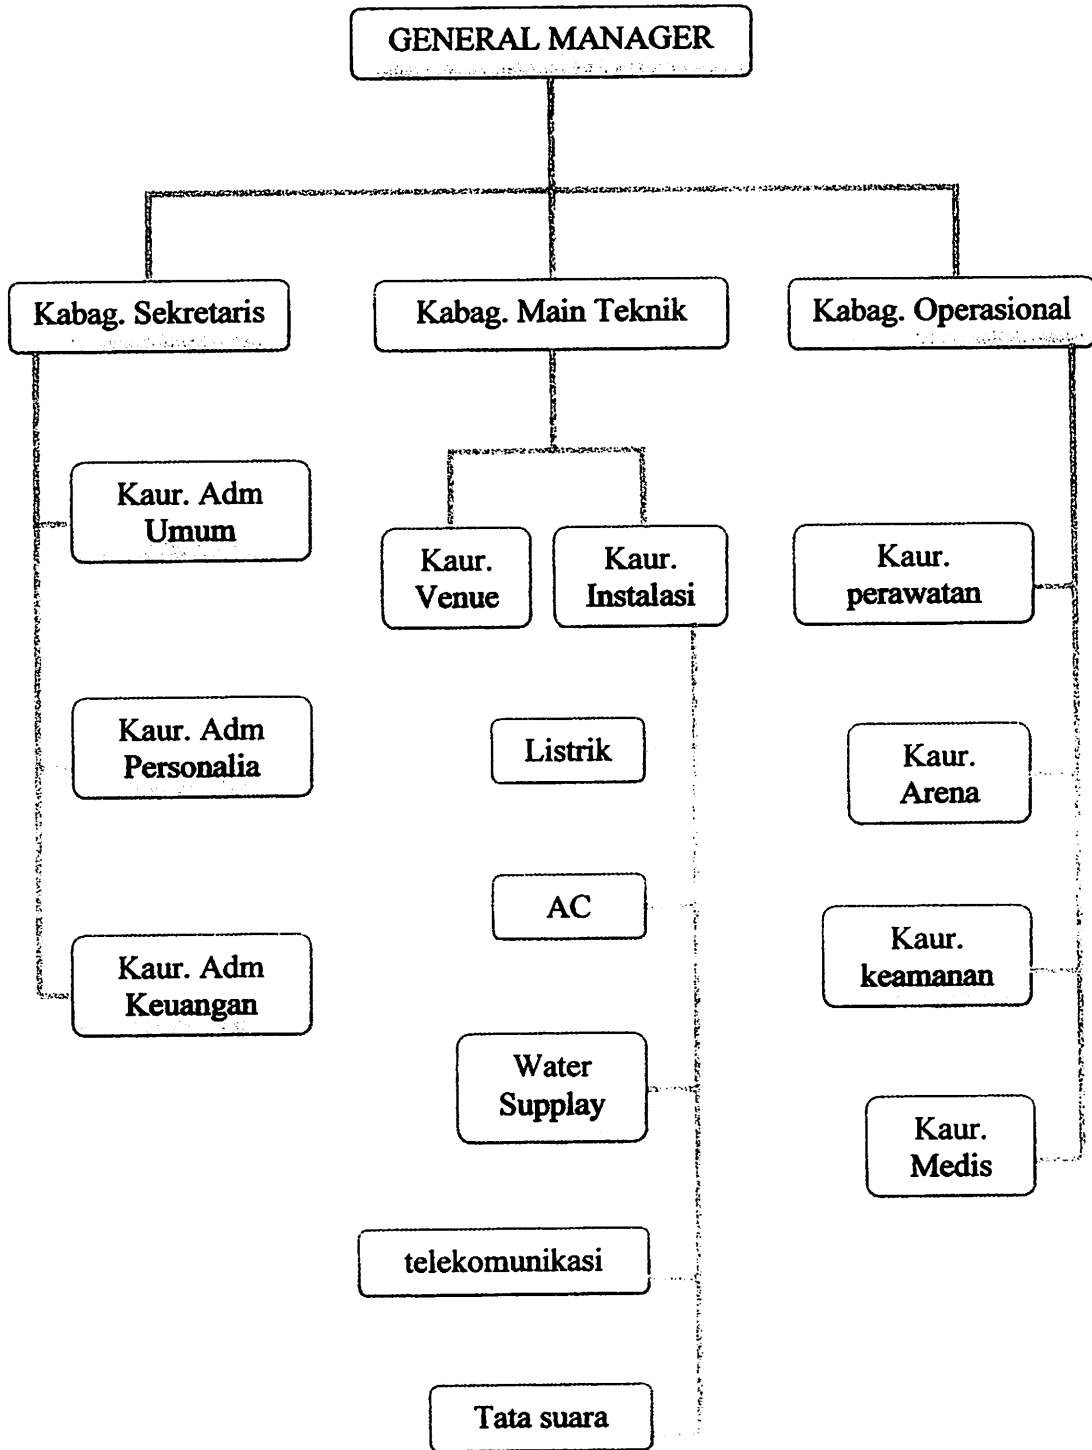 GENERAL MANAGER
Kabag. Sekretaris
Kabag. Main Teknik
Kabag. Operasional
Kaur. Adm
Umum
Kaur. Adm
Personalia
Kaur. Adm
Keuangan
Kaur.
Venue
Kaur.
Instalasi
Listrik
AC
Water
Supplay
telekomunikasi
Tata suara
Kaur.
perawatan
Kaur.
Arena
Kaur.
keamanan
Kaur.
Medis